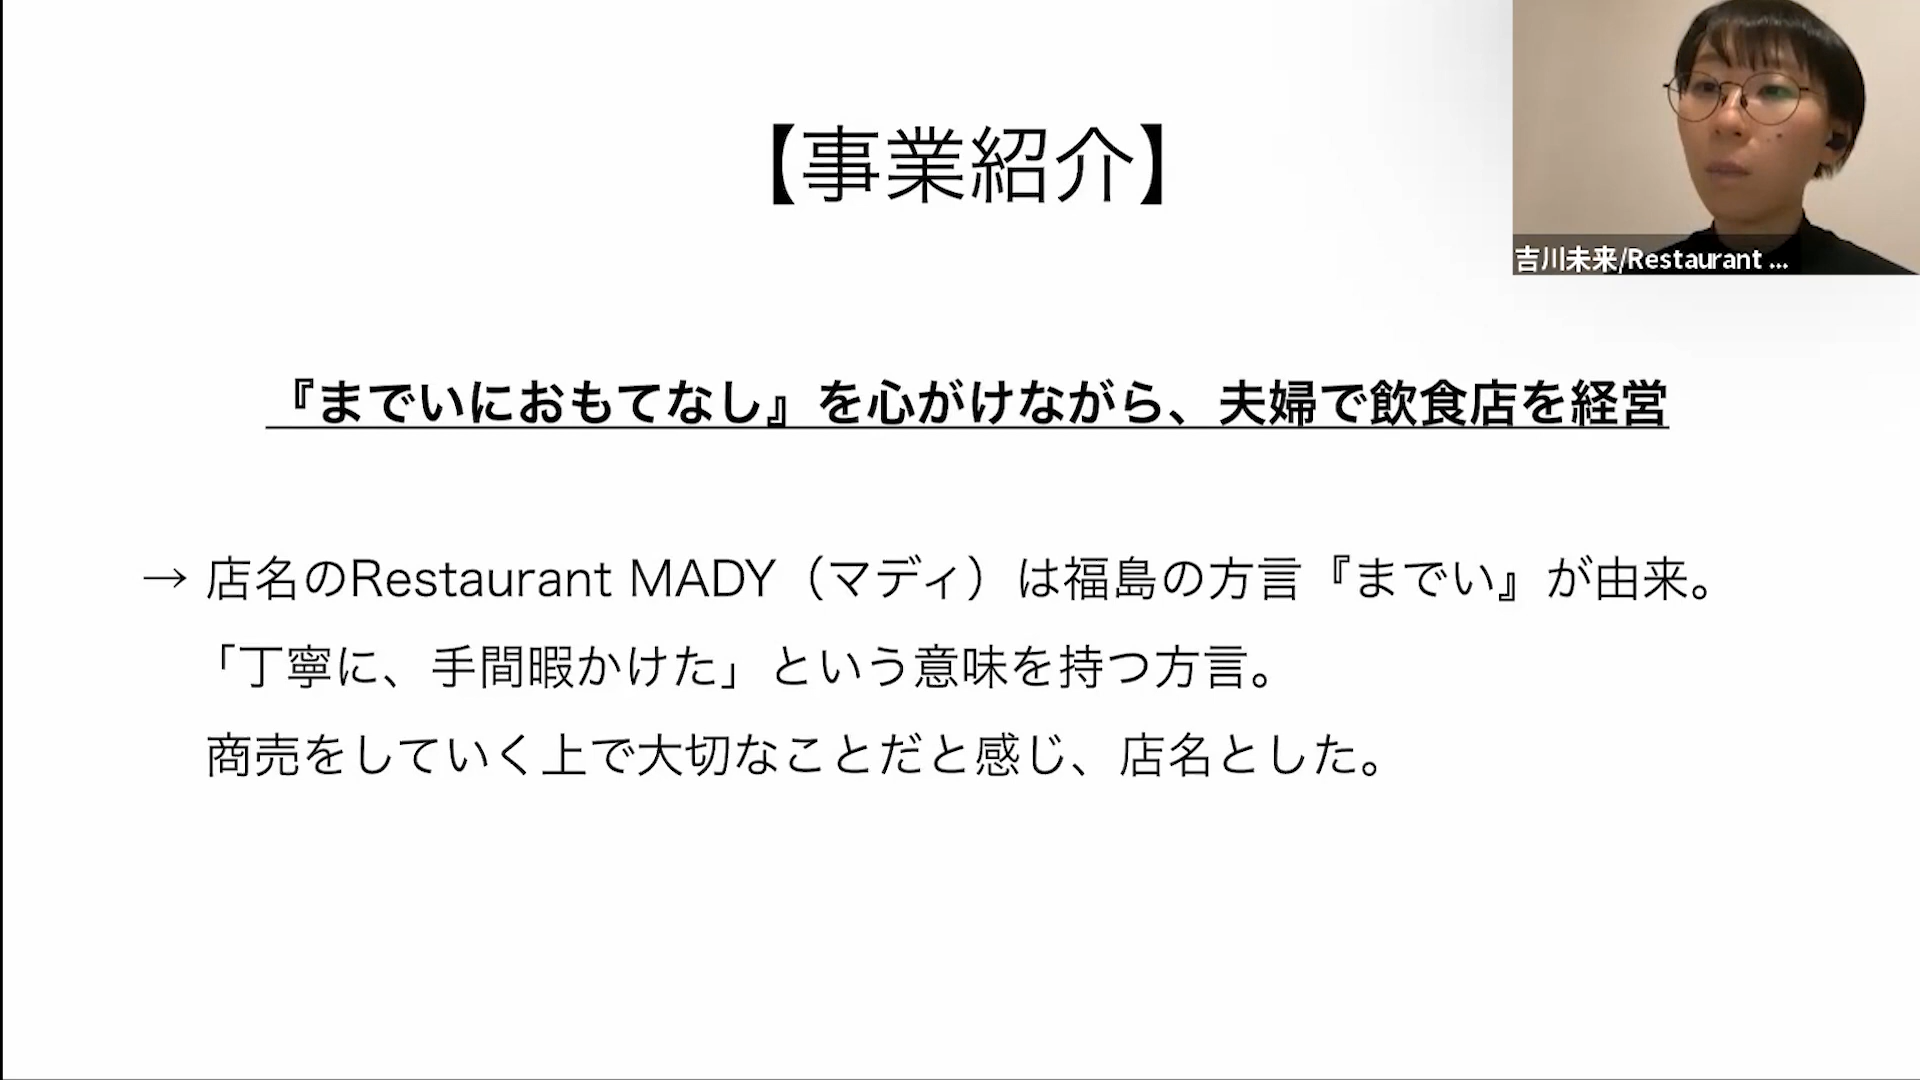 【事業紹介】
吉川未来/Restaurant ...
『までいにおもてなし』を心がけながら、夫婦で飲食店を経営
→ 店名のRestaurant MADY（マディ）は福島の方言『までい』が由来。
「丁寧に、手間暇かけた」という意味を持つ方言。
商売をしていく上で大切なことだと感じ、店名とした。